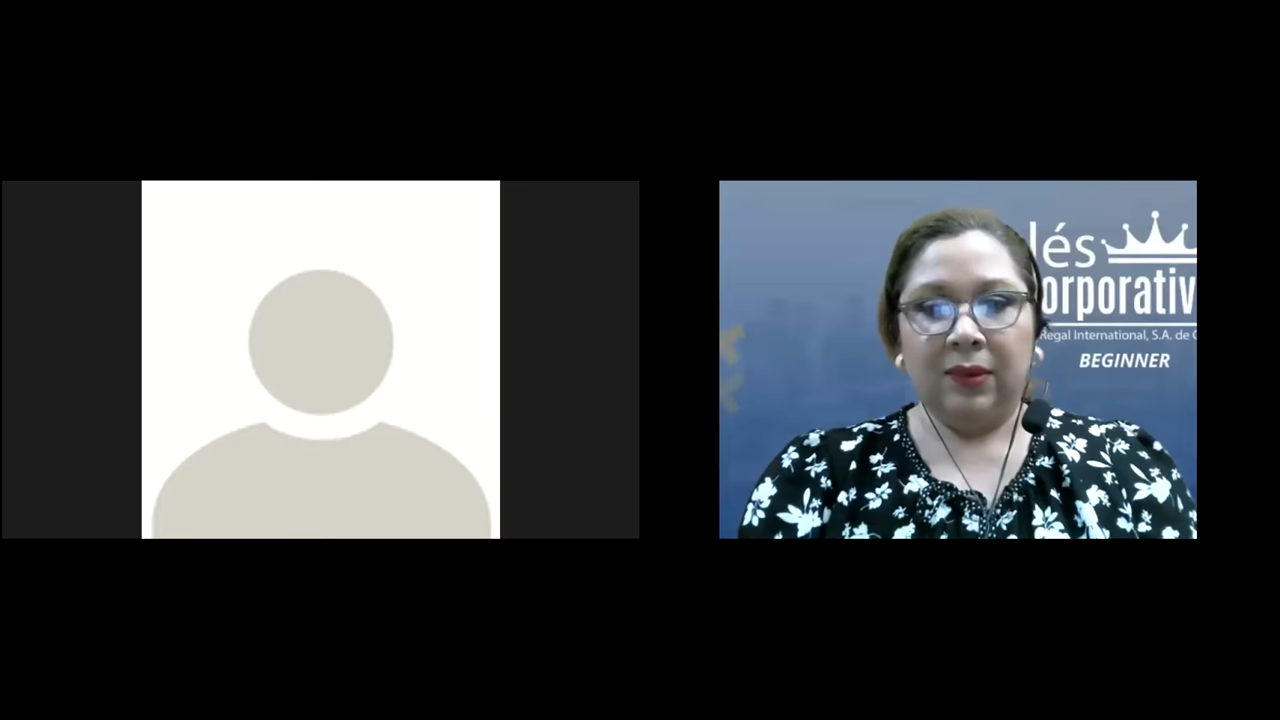 lés
orporativ
Regal International, S.A. de C
BEGINNER